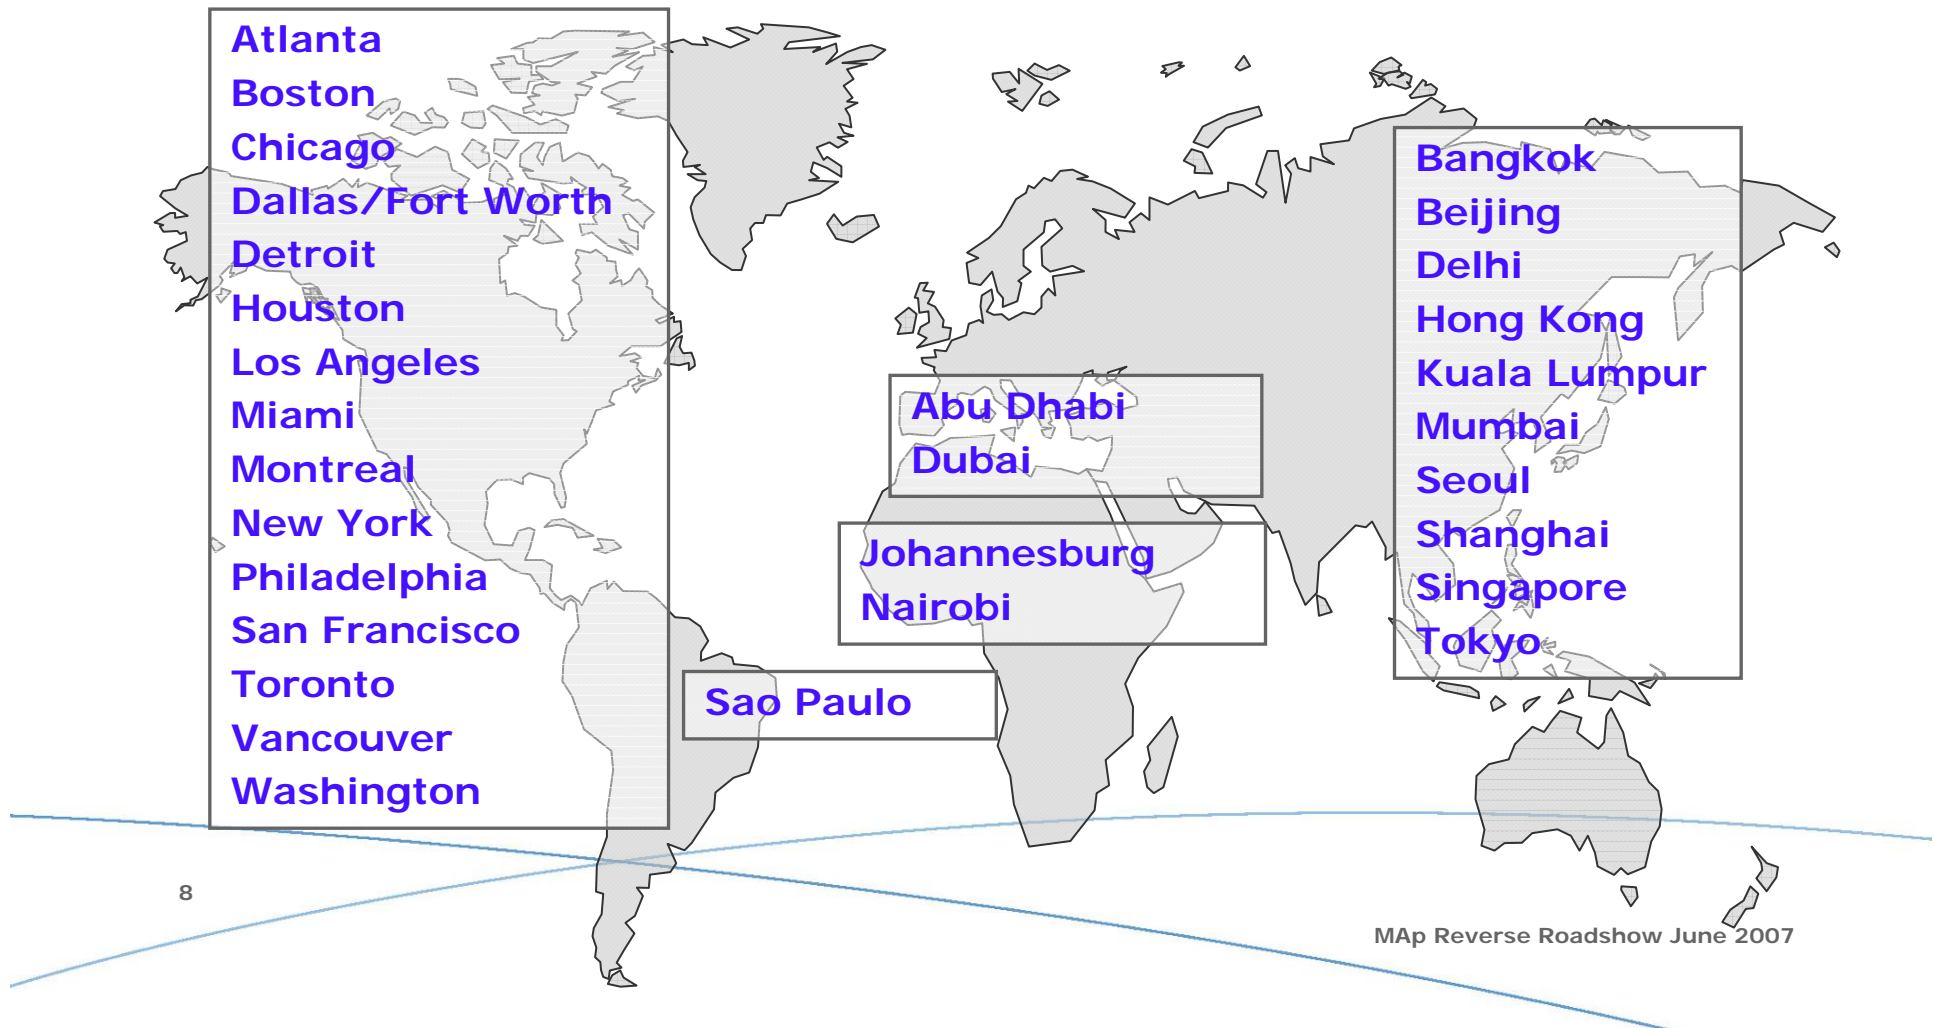 Atlanta
Boston
Chicago
Dallas/Fort Worth
Detroit
Houston
Los Angeles
Miami
Montreal
New York
Philadelphia
San Francisco
Toronto
Vancouver
Washington
Sao Paulo
Abu Dhabi
Dubai
Johannesburg
Nairobi
Bangkok
Beijing
Delhi
Hong Kong
Kuala Lumpur
Mumbai
Seoul
Shanghai
Singapore
Tokyo
8
MAp Reverse Roadshow June 2007